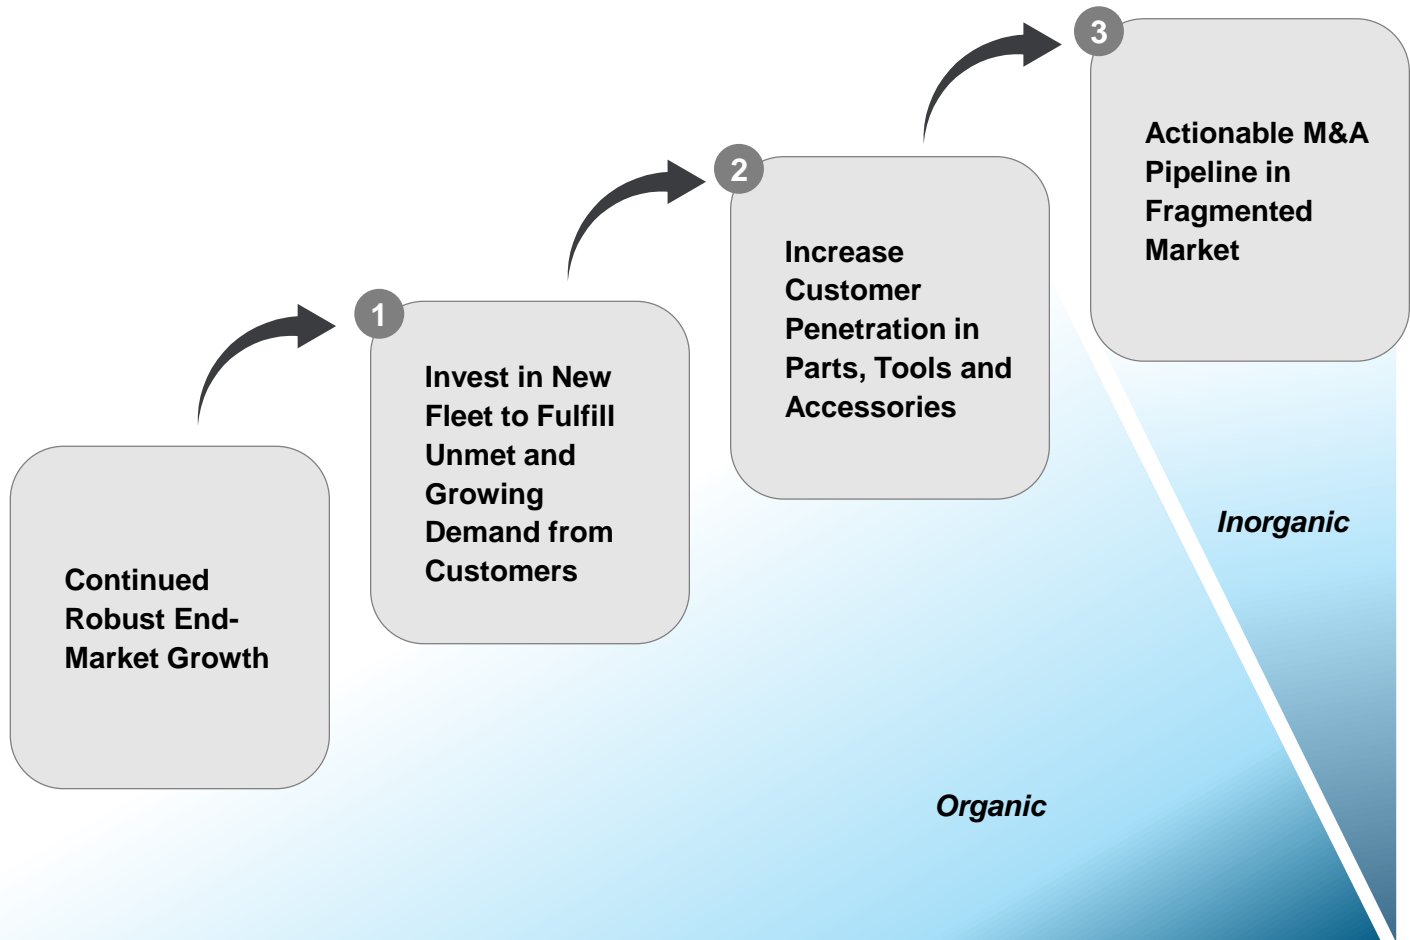 Continued
Robust End-
Market Growth
1
Invest in New
Fleet to Fulfill
Unmet and
Growing
Demand from
Customers
2
Increase
Customer
Penetration in
Parts, Tools and
Accessories
3
Actionable M&A
Pipeline in
Fragmented
Market
Organic
Inorganic